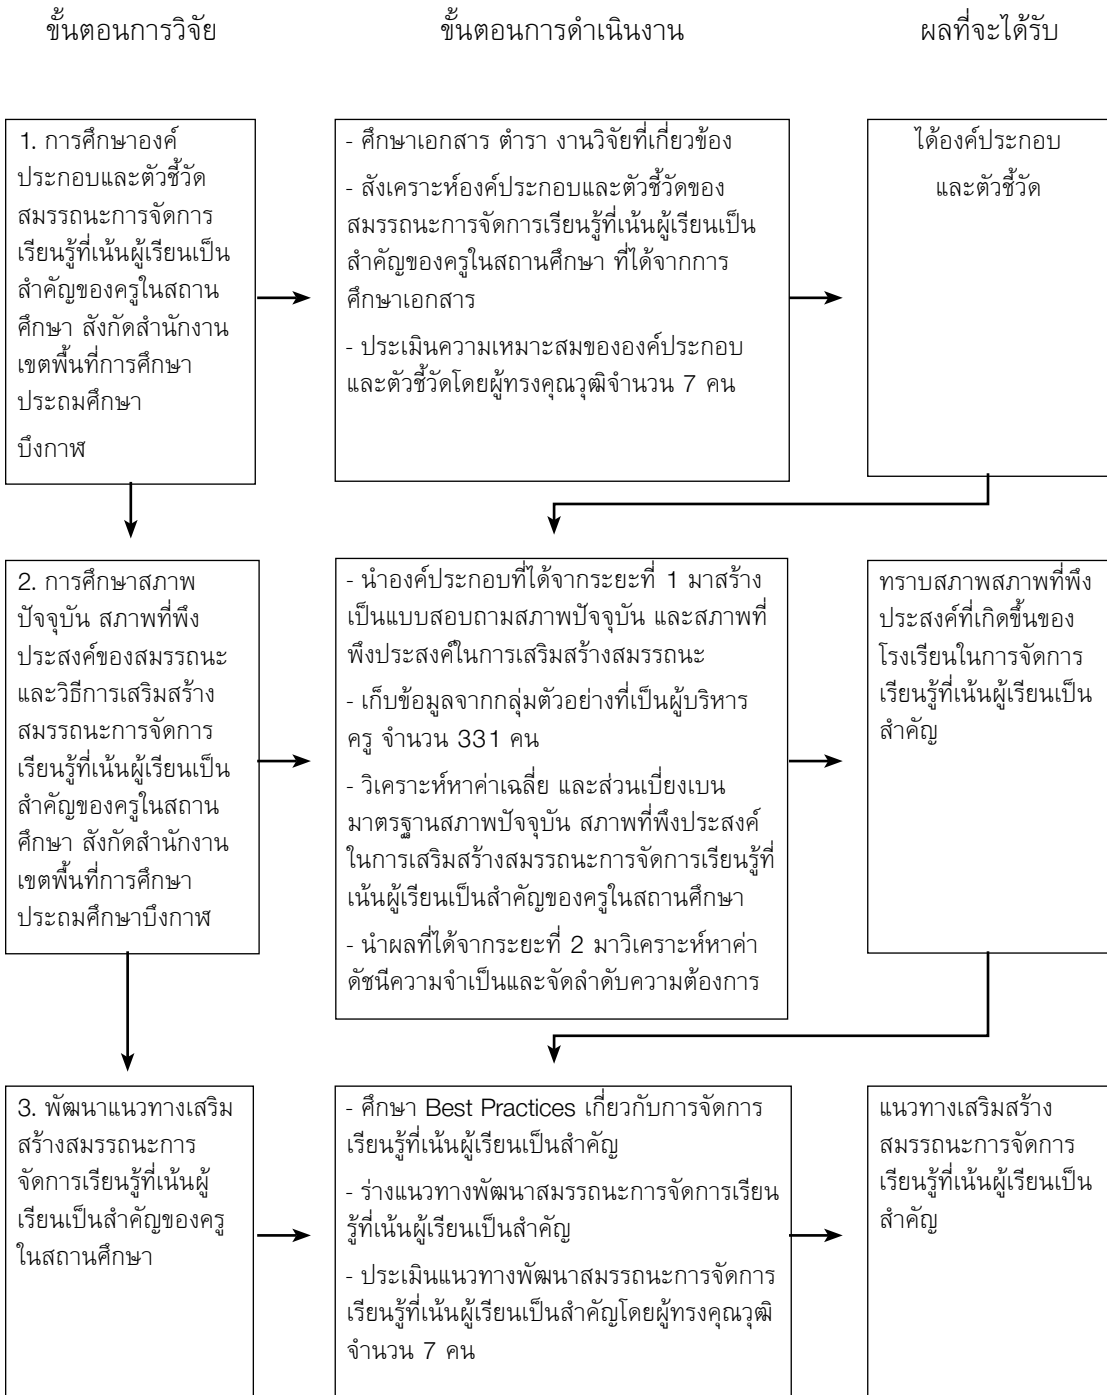 ขั้นตอนการวิจัย
ขั้นตอนการดำเนินงาน
ผลที่จะได้รับ
1. การศึกษาองค์
ประกอบและตัวชี้วัด
สมรรถนะการจัดการ
เรียนรู้ที่เน้นผู้เรียนเป็น
สำคัญของครูในสถาน
ศึกษา สังกัดสำนักงาน
เขตพื้นที่การศึกษา
ประถมศึกษา
บึงกาฬ
- ศึกษาเอกสาร ตำรา งานวิจัยที่เกี่ยวข้อง
- สังเคราะห์องค์ประกอบและตัวชี้วัดของ
สมรรถนะการจัดการเรียนรู้ที่เน้นผู้เรียนเป็น
สำคัญของครูในสถานศึกษา ที่ได้จากการ
ศึกษาเอกสาร
- ประเมินความเหมาะสมขององค์ประกอบ
และตัวชี้วัดโดยผู้ทรงคุณวุฒิจำนวน 7 คน
ได้องค์ประกอบ
และตัวชี้วัด
2. การศึกษาสภาพ
ปัจจุบัน สภาพที่พึง
ประสงค์ของสมรรถนะ
และวิธีการเสริมสร้าง
สมรรถนะการจัดการ
เรียนรู้ที่เน้นผู้เรียนเป็น
สำคัญของครูในสถาน
ศึกษา สังกัดสำนักงาน
เขตพื้นที่การศึกษา
ประถมศึกษาบึงกาฬ
- นำองค์ประกอบที่ได้จากระยะที่ 1 มาสร้าง
เป็นแบบสอบถามสภาพปัจจุบัน และสภาพที่
พึงประสงค์ในการเสริมสร้างสมรรถนะ
- เก็บข้อมูลจากกลุ่มตัวอย่างที่เป็นผู้บริหาร
ครู จำนวน 331 คน
- วิเคราะห์หาค่าเฉลี่ย และส่วนเบี่ยงเบน
มาตรฐานสภาพปัจจุบัน สภาพที่พึงประสงค์
ในการเสริมสร้างสมรรถนะการจัดการเรียนรู้ที่
เน้นผู้เรียนเป็นสำคัญของครูในสถานศึกษา
- นำผลที่ได้จากระยะที่ 2 มาวิเคราะห์หาค่า
ดัชนีความจำเป็นและจัดลำดับความต้องการ
ทราบสภาพสภาพที่พึง
ประสงค์ที่เกิดขึ้นของ
โรงเรียนในการจัดการ
เรียนรู้ที่เน้นผู้เรียนเป็น
สำคัญ
3. พัฒนาแนวทางเสริม
สร้างสมรรถนะการ
จัดการเรียนรู้ที่เน้นผู้
เรียนเป็นสำคัญของครู
ในสถานศึกษา
- ศึกษา Best Practices เกี่ยวกับการจัดการ
เรียนรู้ที่เน้นผู้เรียนเป็นสำคัญ
- ร่างแนวทางพัฒนาสมรรถนะการจัดการเรียน
รู้ที่เน้นผู้เรียนเป็นสำคัญ
- ประเมินแนวทางพัฒนาสมรรถนะการจัดการ
เรียนรู้ที่เน้นผู้เรียนเป็นสำคัญโดยผู้ทรงคุณวุฒิ
จำนวน 7 คน
แนวทางเสริมสร้าง
สมรรถนะการจัดการ
เรียนรู้ที่เน้นผู้เรียนเป็น
สำคัญ